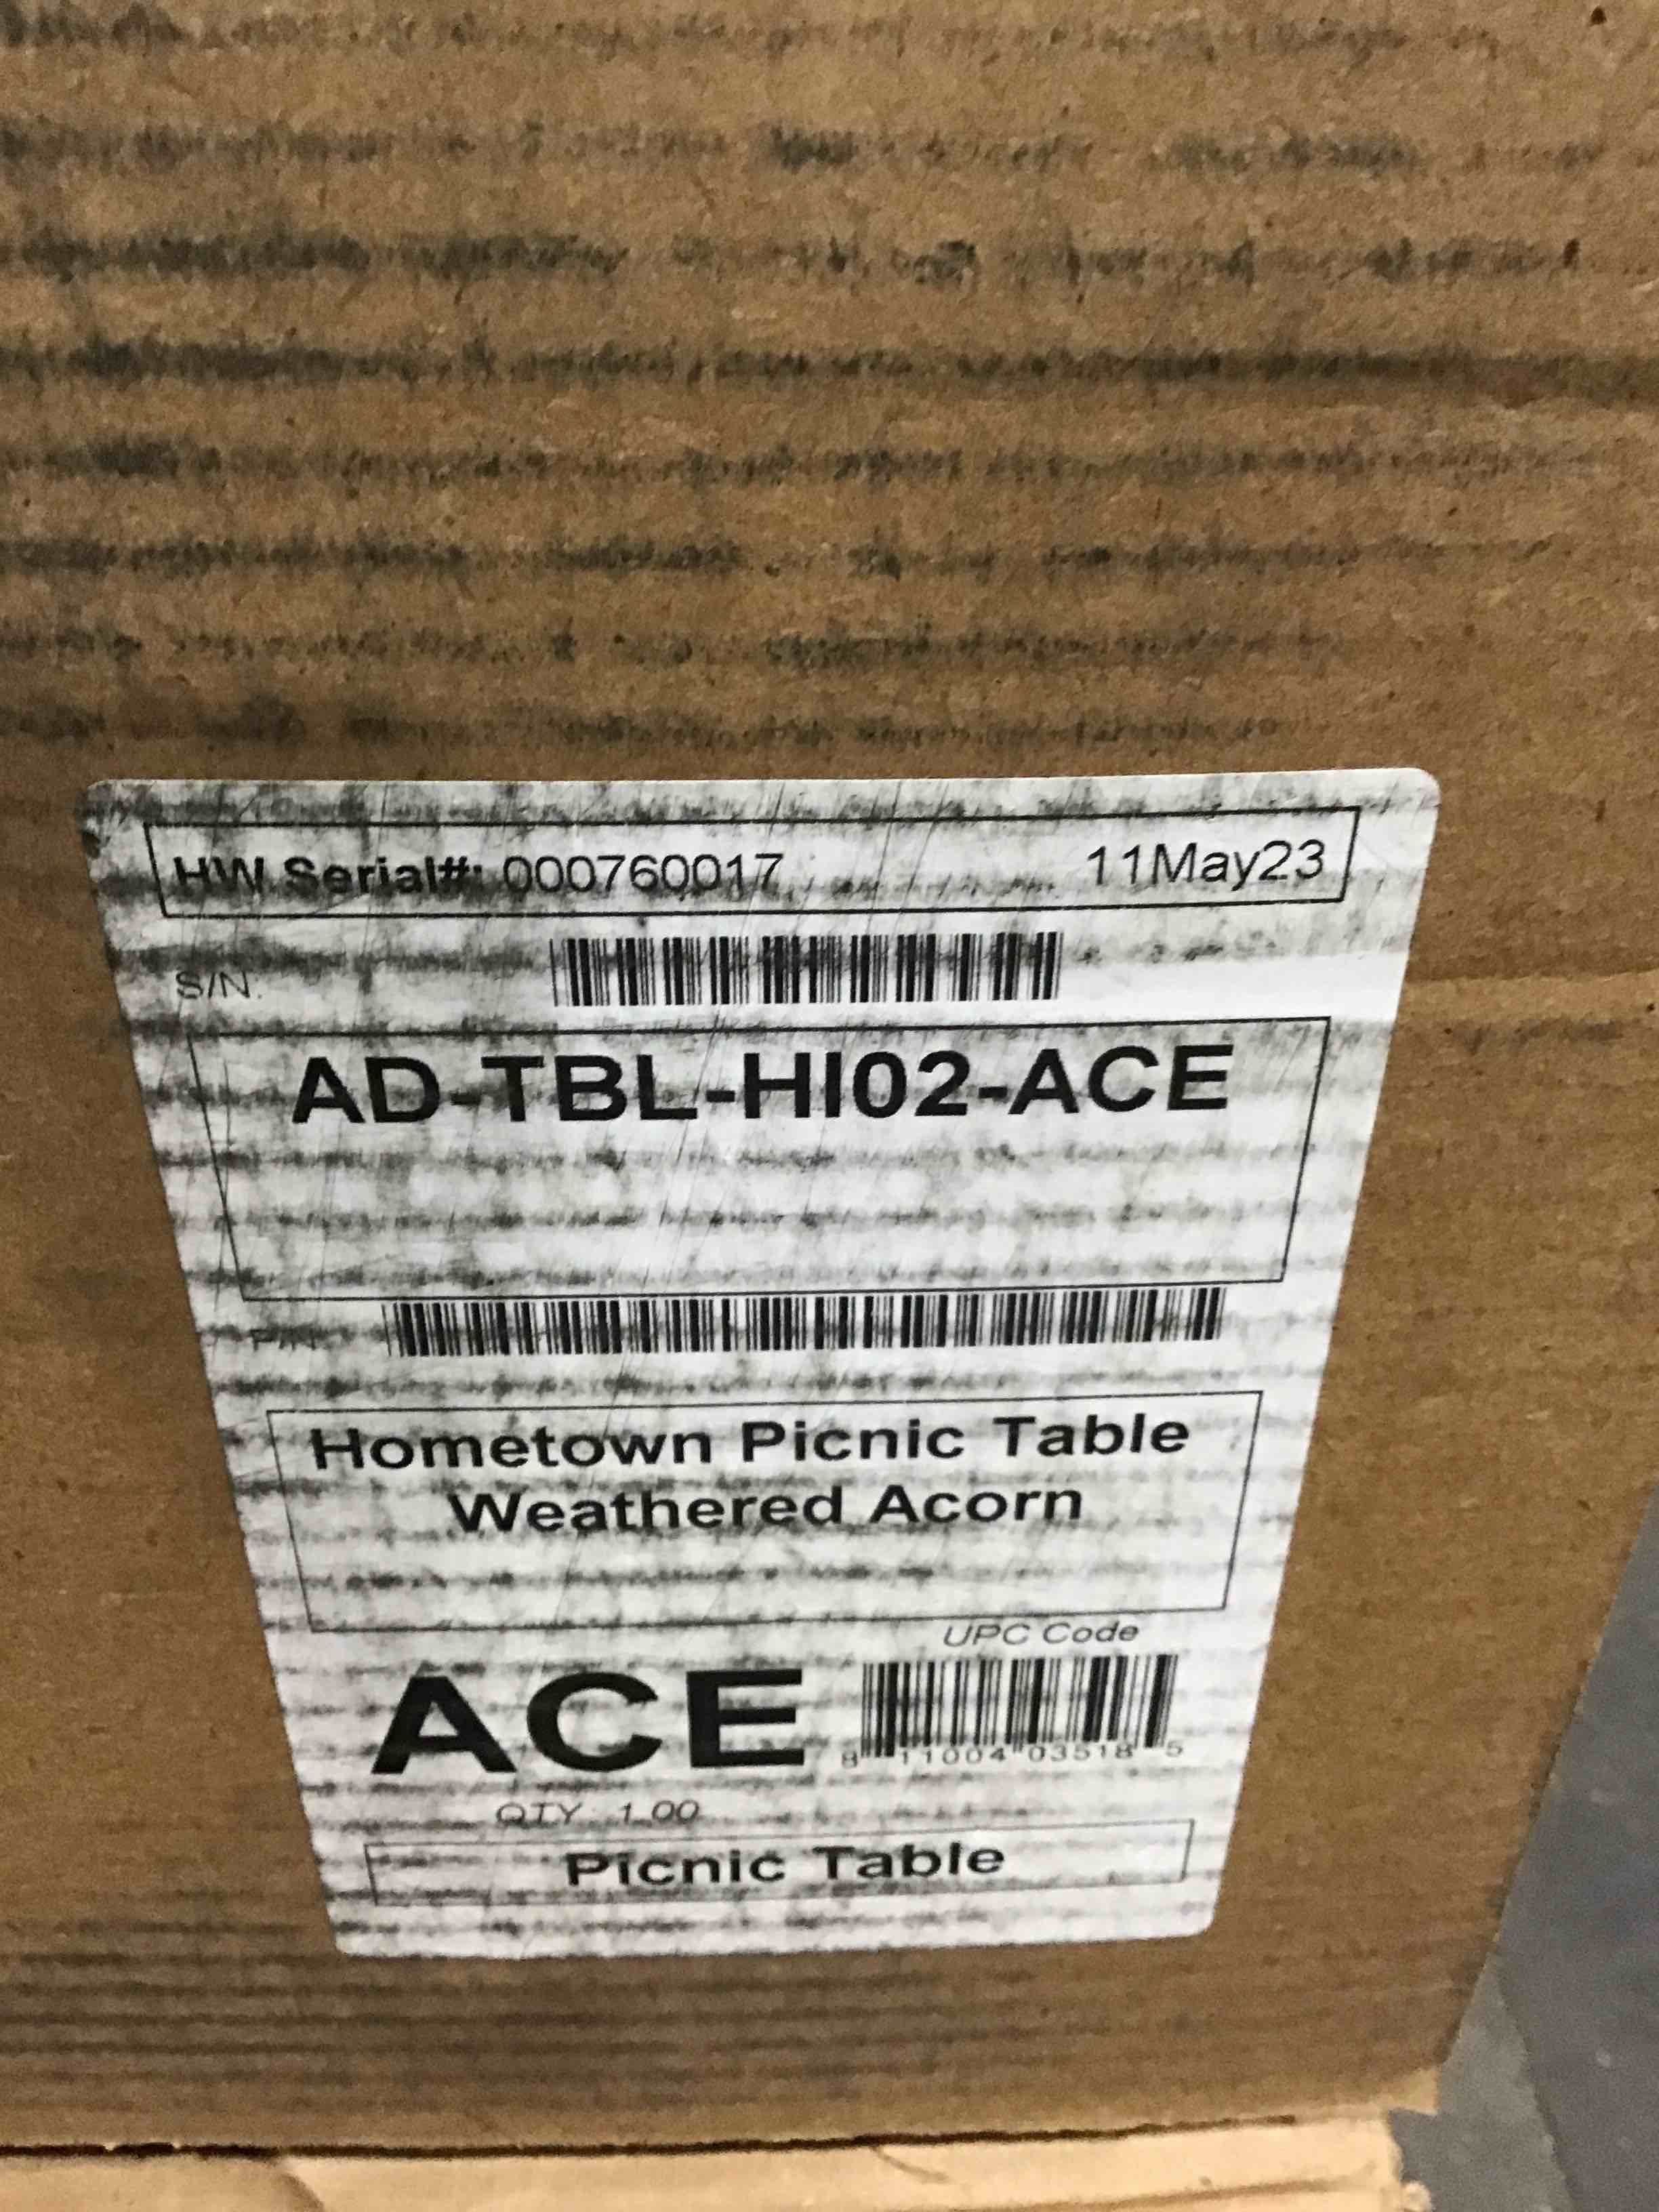 HW Serial#: 000760017 11May23
S/N:
AD-TBL-HI02-ACE
P/N:
Hometown Picnic Table
Weathered Acorn
UPC Code
ACE
8 11004 03518 5
QTY : 1.00
Picnic Table